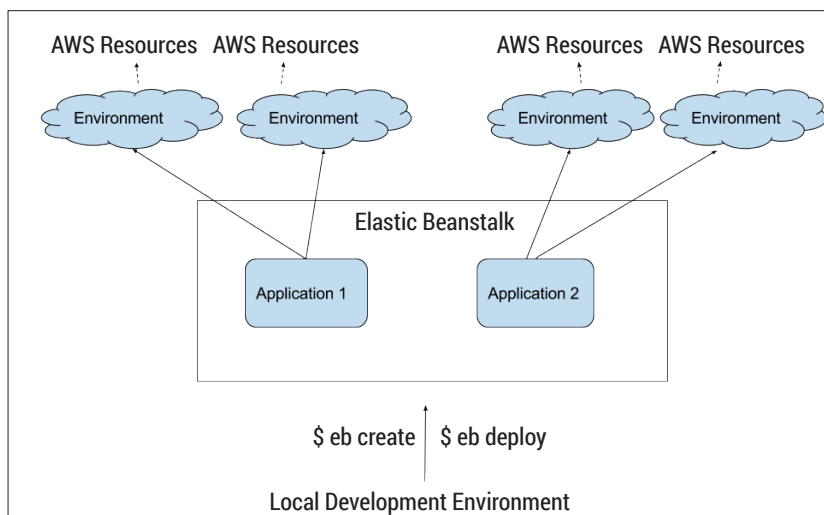 AWS Resources AWS Resources AWS Resources AWS Resources
Environment Environment Environment Environment
Elastic Beanstalk
Application 1 Application 2
$ eb create $ eb deploy
Local Development Environment